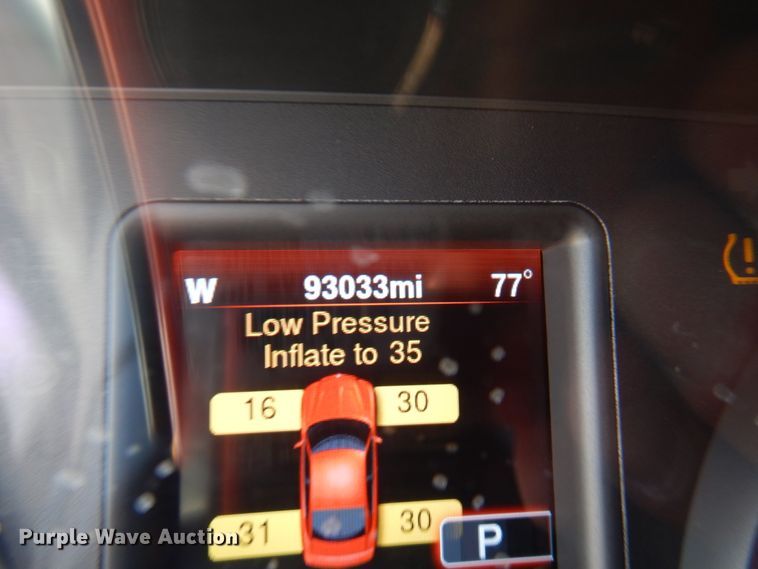 W 93033mi 77°
Low Pressure
Inflate to 35
16 30
31 30
P
Purple Wave Auction